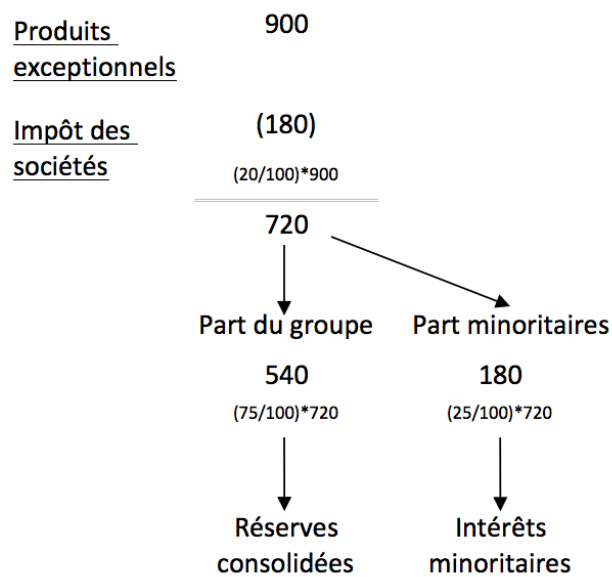 Produits
exceptionnels
900
Impôt des
sociétés
(180)
(20/100)*900
720
Part du groupe
Part minoritaires
540
180
(75/100)*720
(25/100)*720
Réserves
consolidées
Intérêts
minoritaires